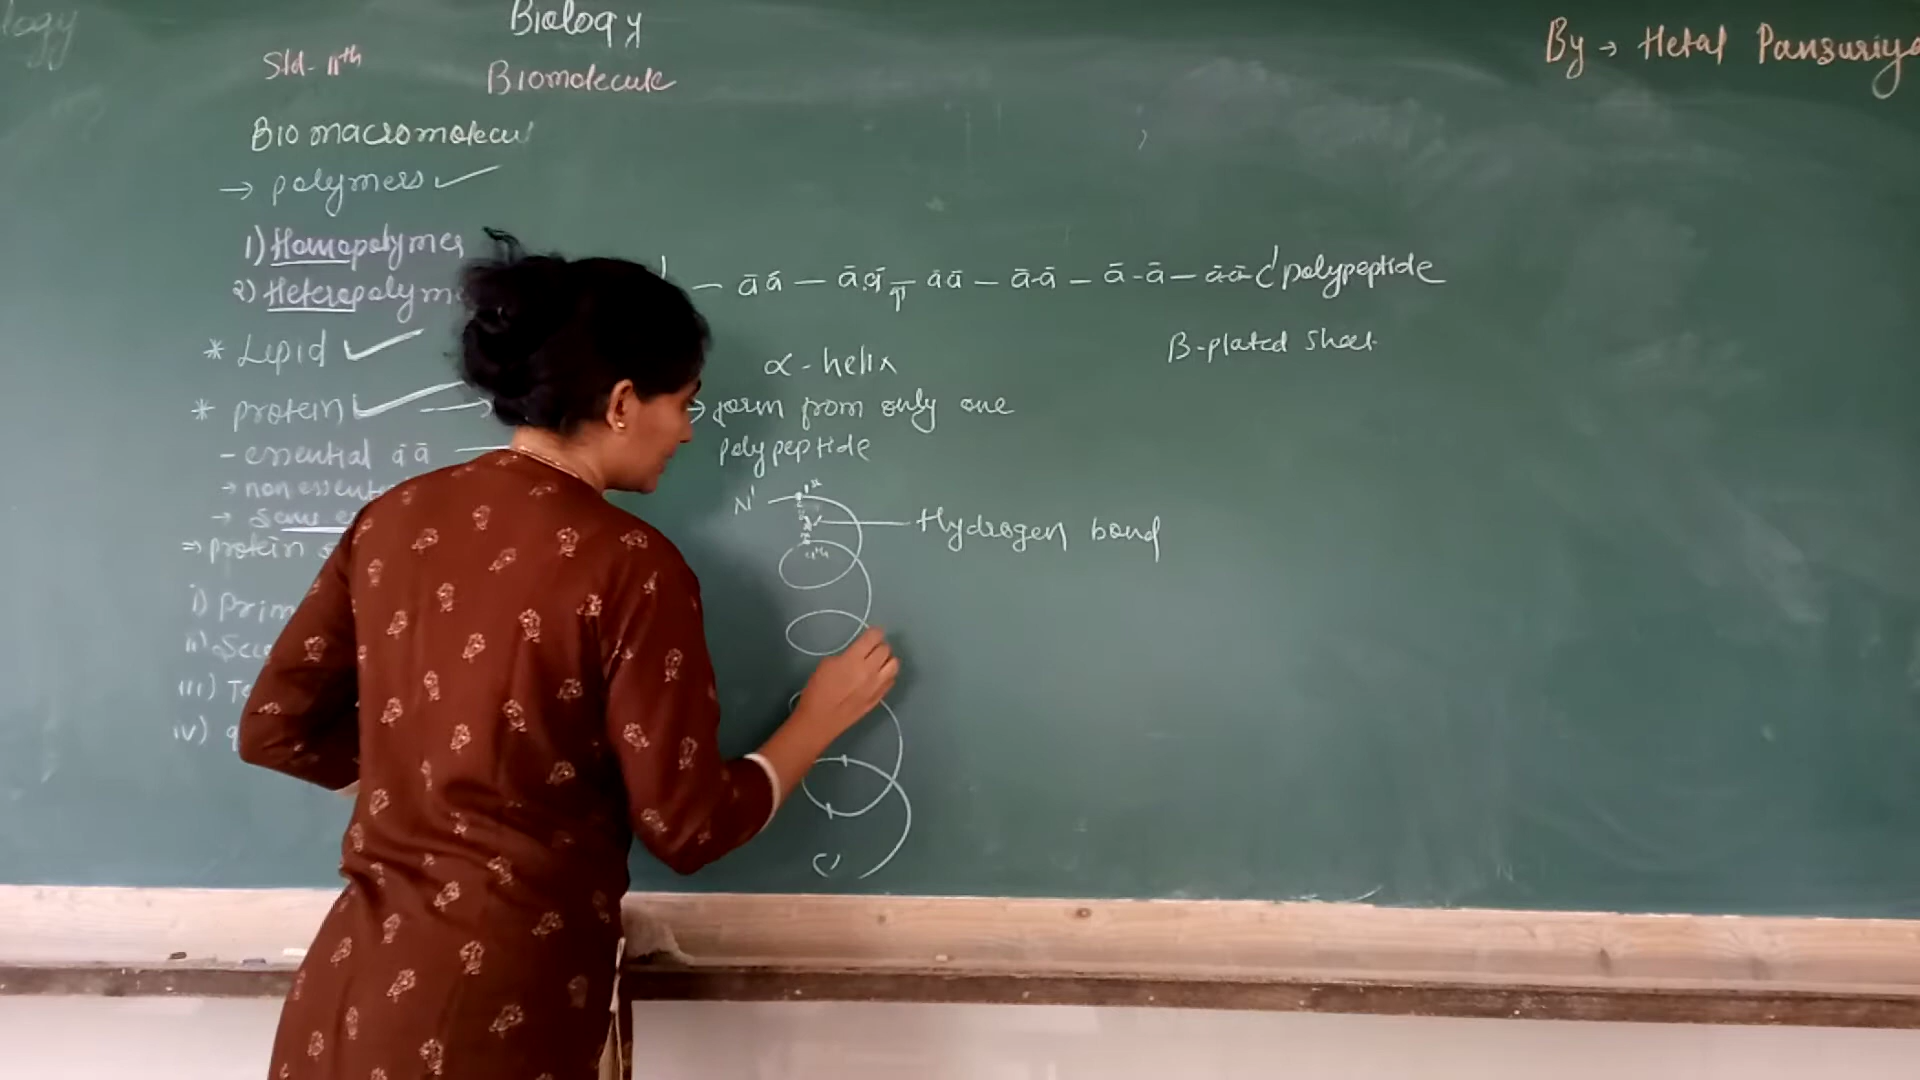 Biology
By → Hetal Pansuriya
Std- 11th
Biomolecule
Bio macromolecul
→ polymers ✓
1) Homopolymer
2) Heteropolyme
* Lipid ✓
* protein
- essential āā
→ non essent
⇒ protein
i) Prim
ii) Sec
iii) Te
iv) q
— āā — āā — āā — ā-ā — ā-ā — āā- C' polypeptide
α - helix
→ form from only one
polypeptide
N'
Hydrogen bond
C'
B-plated sheet